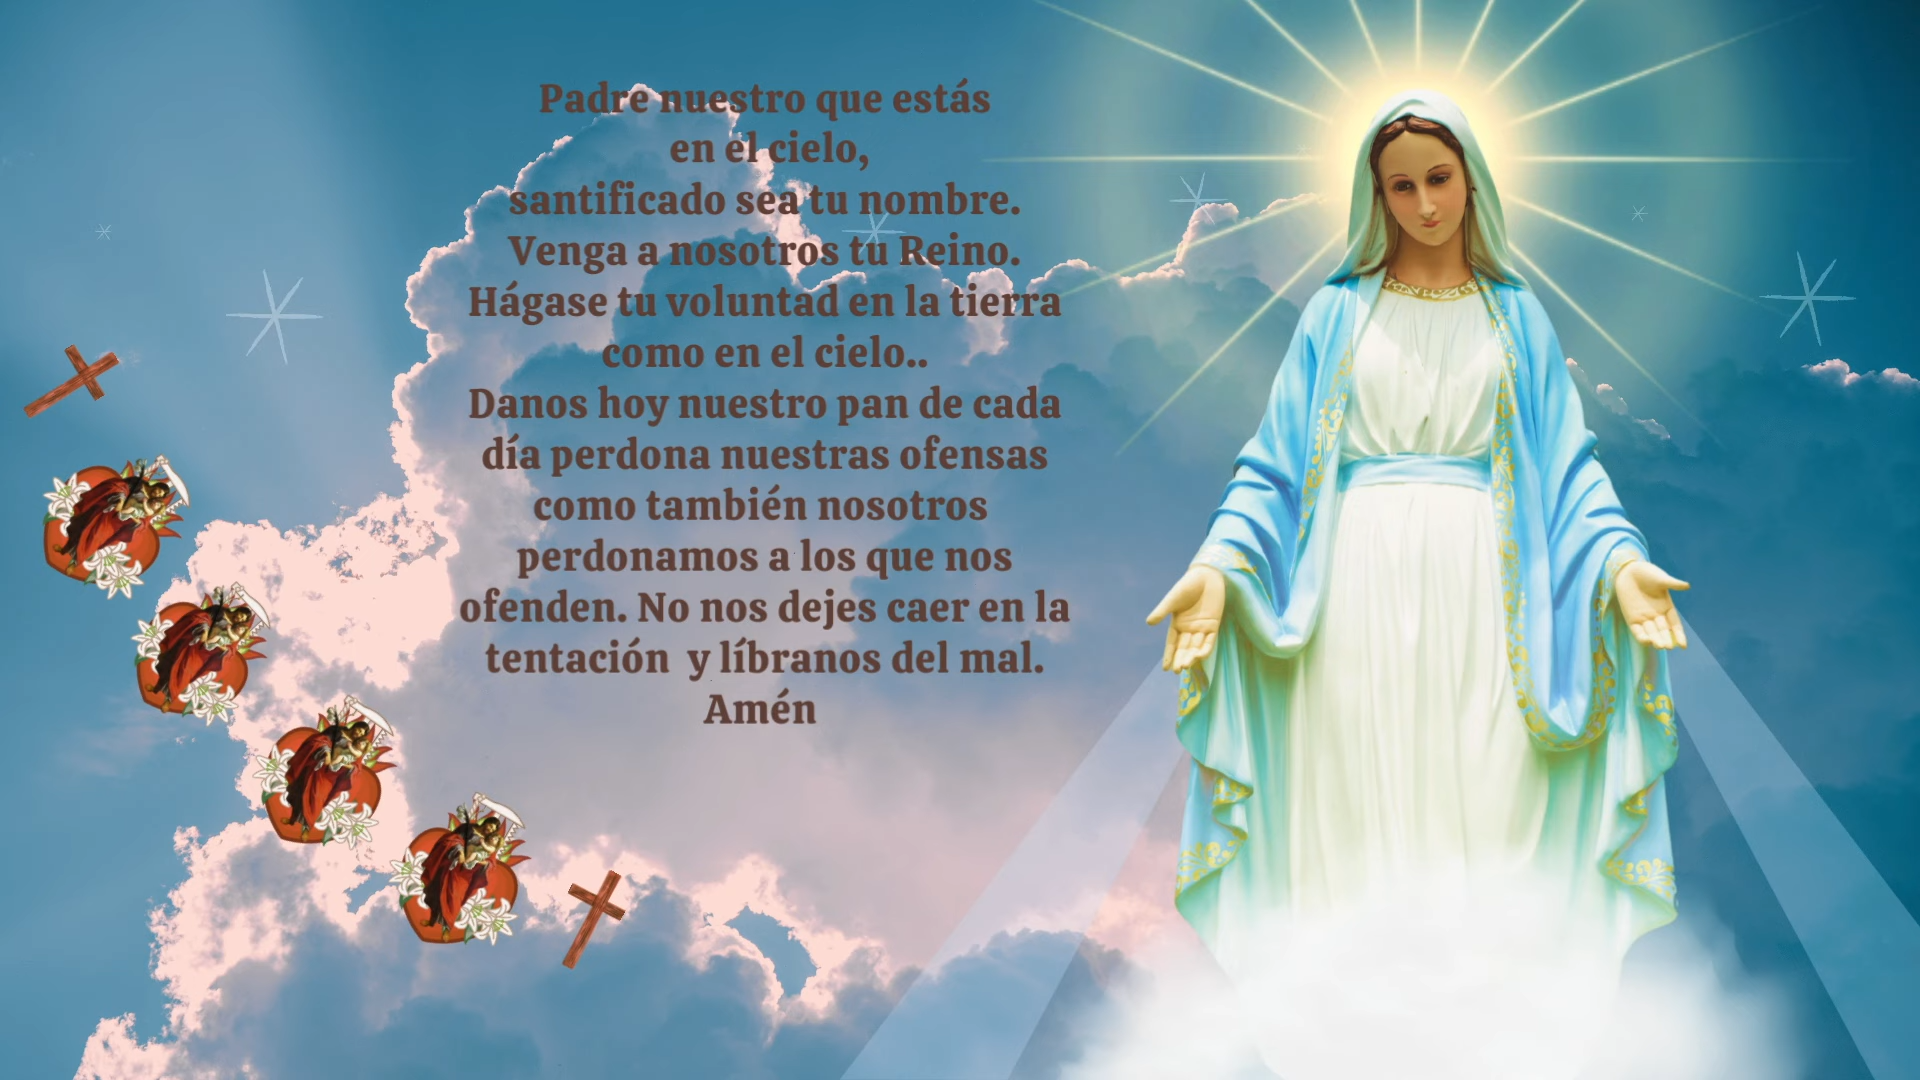 Padre nuestro que estás
en el cielo,
santificado sea tu nombre.
Venga a nosotros tu Reino.
Hágase tu voluntad en la tierra
como en el cielo..
Danos hoy nuestro pan de cada
día perdona nuestras ofensas
como también nosotros
perdonamos a los que nos
ofenden. No nos dejes caer en la
tentación  y líbranos del mal.
Amén